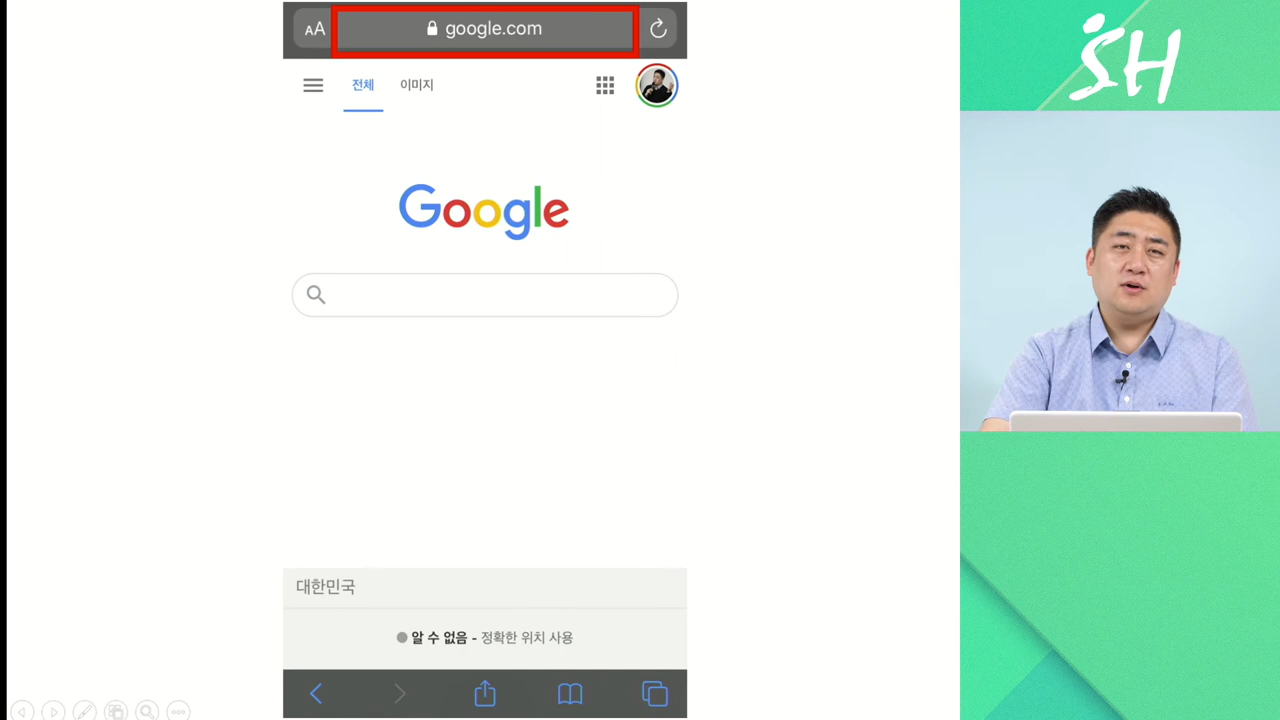 AA google.com
전체 이미지
Google
대한민국
알 수 없음 - 정확한 위치 사용
SH